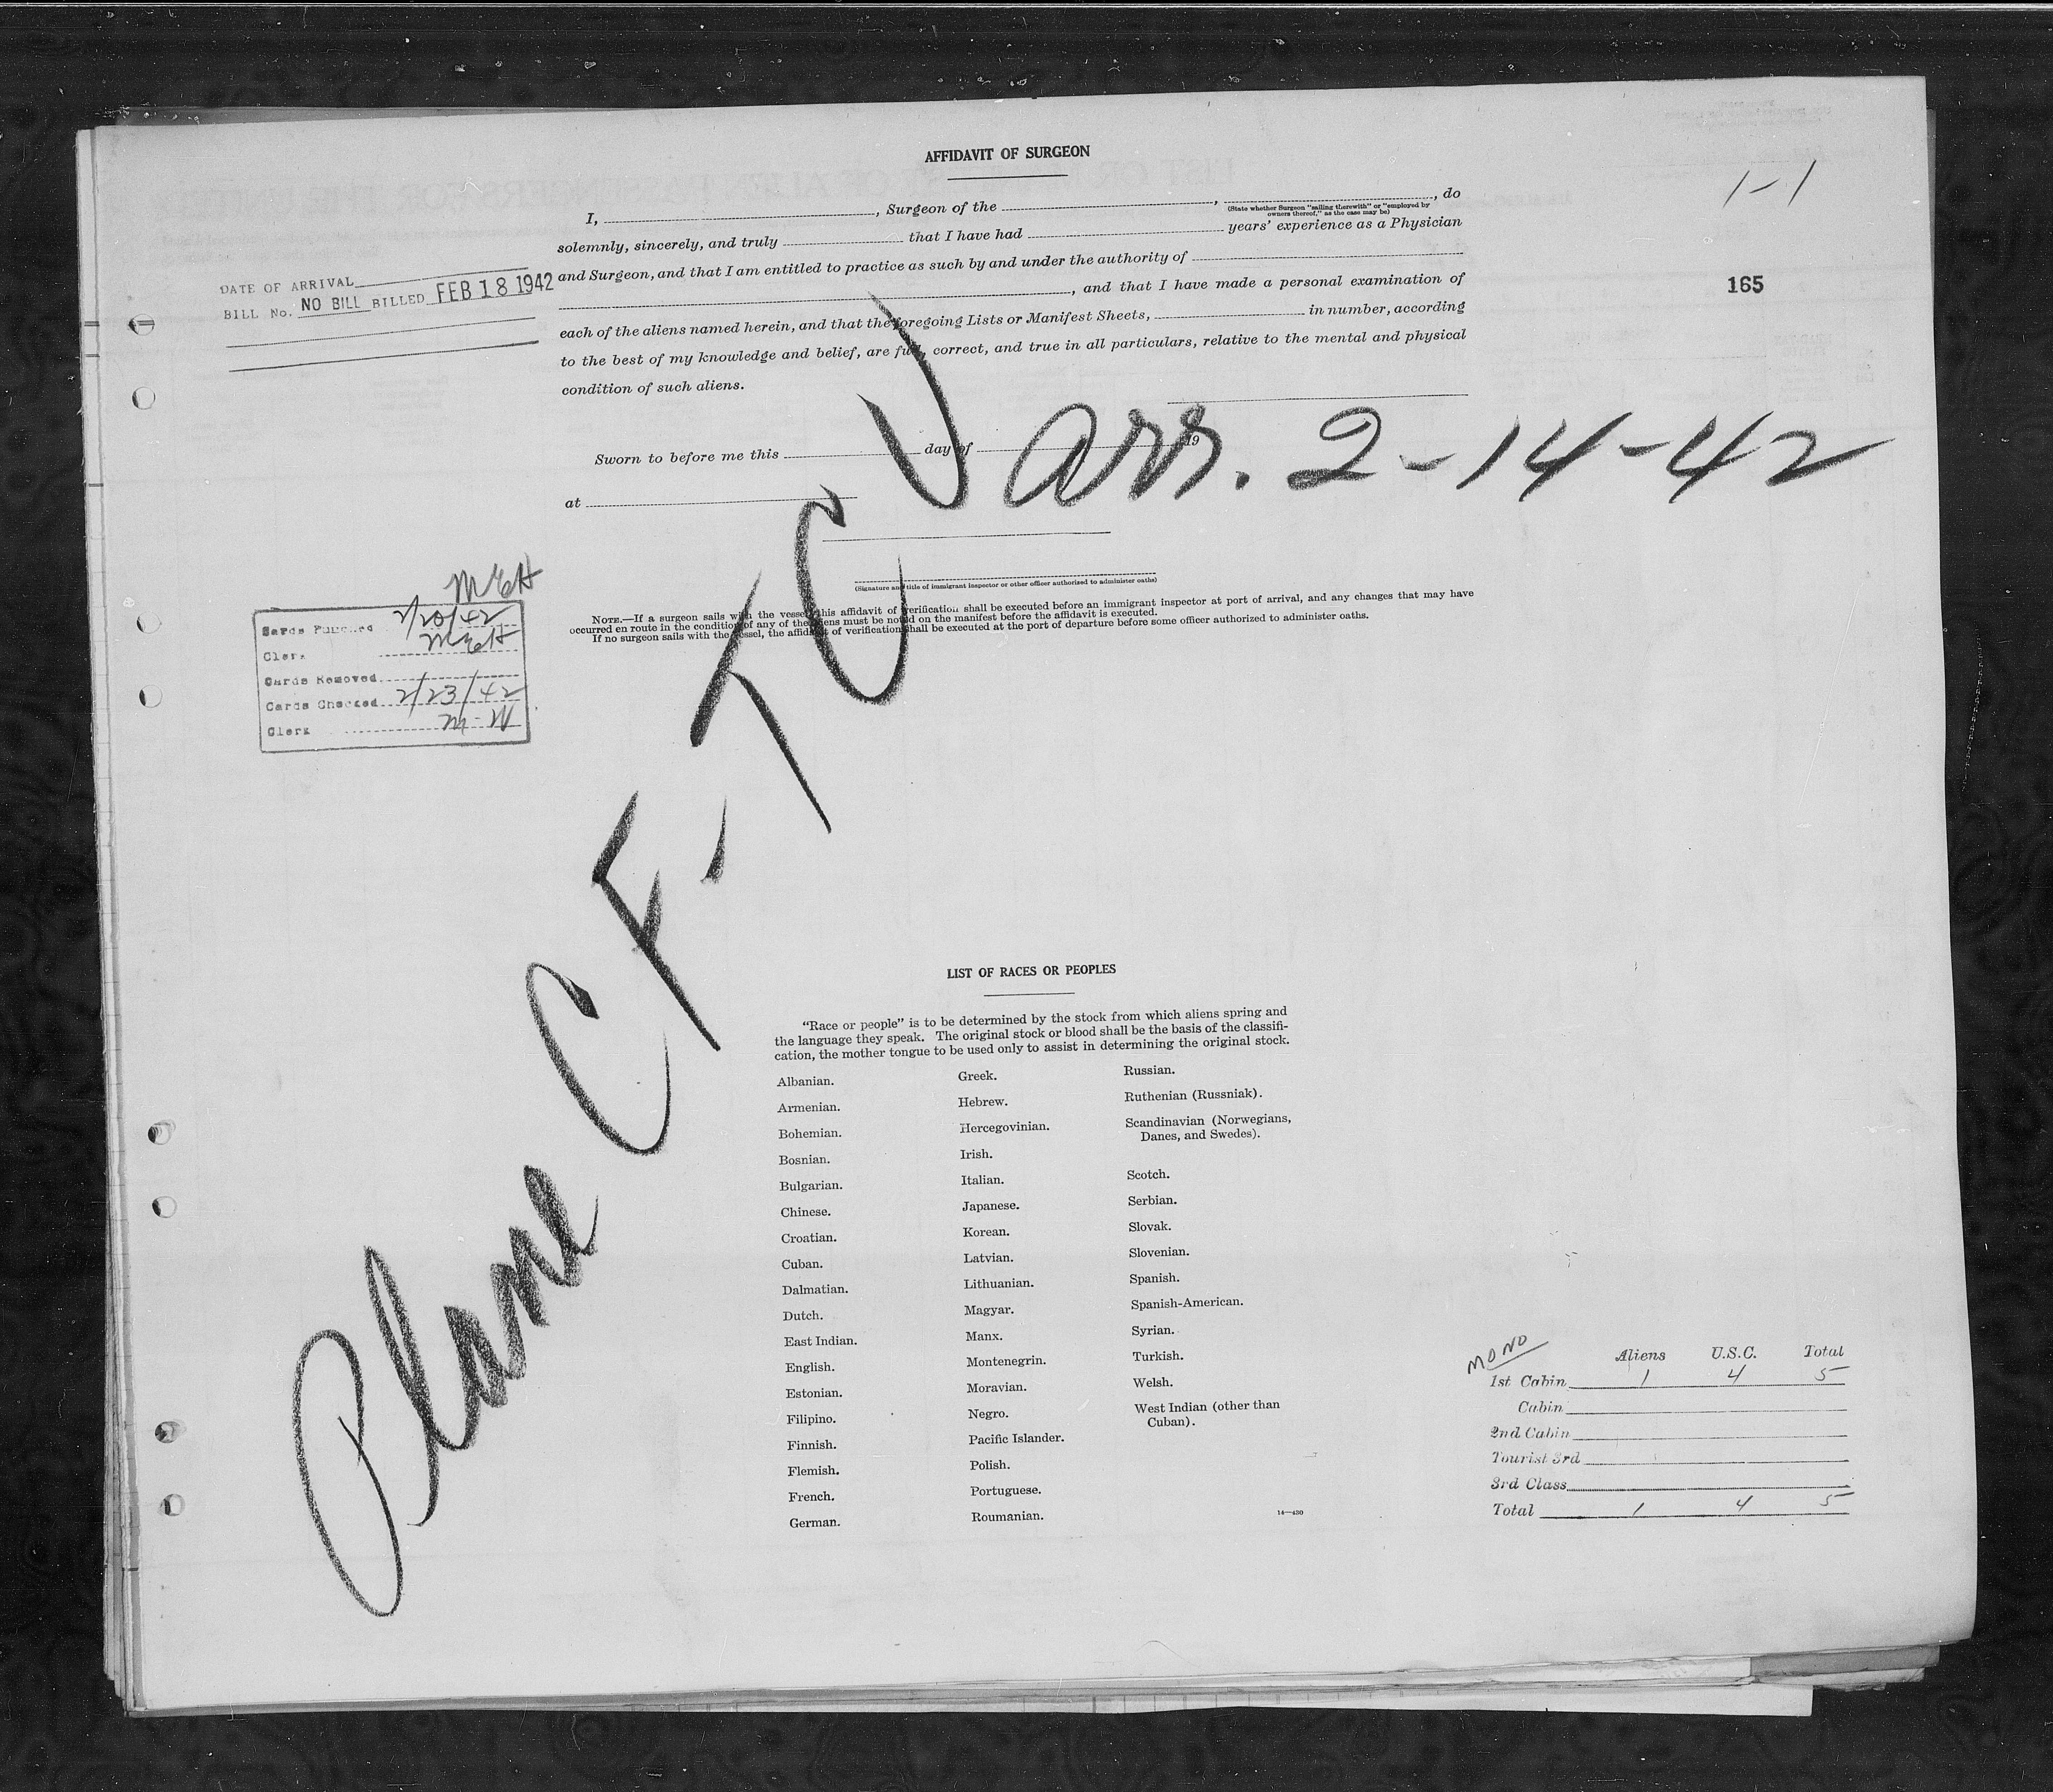 AFFIDAVIT OF SURGEON
1-1
I, , Surgeon of the , , do
(State whether Surgeon "sailing therewith" or "employed by
owners thereof," as the case may be)
solemnly, sincerely, and truly that I have had years' experience as a Physician
and Surgeon, and that I am entitled to practice as such by and under the authority of
, and that I have made a personal examination of
each of the aliens named herein, and that the foregoing Lists or Manifest Sheets, in number, according
to the best of my knowledge and belief, are full, correct, and true in all particulars, relative to the mental and physical
condition of such aliens.
DATE OF ARRIVAL
BILL No. NO BILL BILLED FEB 18 1942
165
Sworn to before me this day of 19
at
arr. 2-14-42
Plane CF-TCJ
(Signature and title of immigrant inspector or other officer authorized to administer oaths)
NOTE.—If a surgeon sails with the vessel, this affidavit of verification shall be executed before an immigrant inspector at port of arrival, and any changes that may have
occurred en route in the condition of any of the aliens must be noted on the manifest before the affidavit is executed.
If no surgeon sails with the vessel, the affidavit of verification shall be executed at the port of departure before some officer authorized to administer oaths.
MEH
Cards Punched 2/20/42
Clerk MEH
Cards Removed
Cards Checked 2/23/42
Clerk M-W
LIST OF RACES OR PEOPLES
"Race or people" is to be determined by the stock from which aliens spring and
the language they speak. The original stock or blood shall be the basis of the classifi-
cation, the mother tongue to be used only to assist in determining the original stock.
Albanian.
Armenian.
Bohemian.
Bosnian.
Bulgarian.
Chinese.
Croatian.
Cuban.
Dalmatian.
Dutch.
East Indian.
English.
Estonian.
Filipino.
Finnish.
Flemish.
French.
German.
Greek.
Hebrew.
Hercegovinian.
Irish.
Italian.
Japanese.
Korean.
Latvian.
Lithuanian.
Magyar.
Manx.
Montenegrin.
Moravian.
Negro.
Pacific Islander.
Polish.
Portuguese.
Roumanian.
Russian.
Ruthenian (Russniak).
Scandinavian (Norwegians,
Danes, and Swedes).
Scotch.
Serbian.
Slovak.
Slovenian.
Spanish.
Spanish-American.
Syrian.
Turkish.
Welsh.
West Indian (other than
Cuban).
14—430
MONO
Aliens U.S.C. Total
1st Cabin 1 4 5
Cabin
2nd Cabin
Tourist 3rd
3rd Class
Total 1 4 5